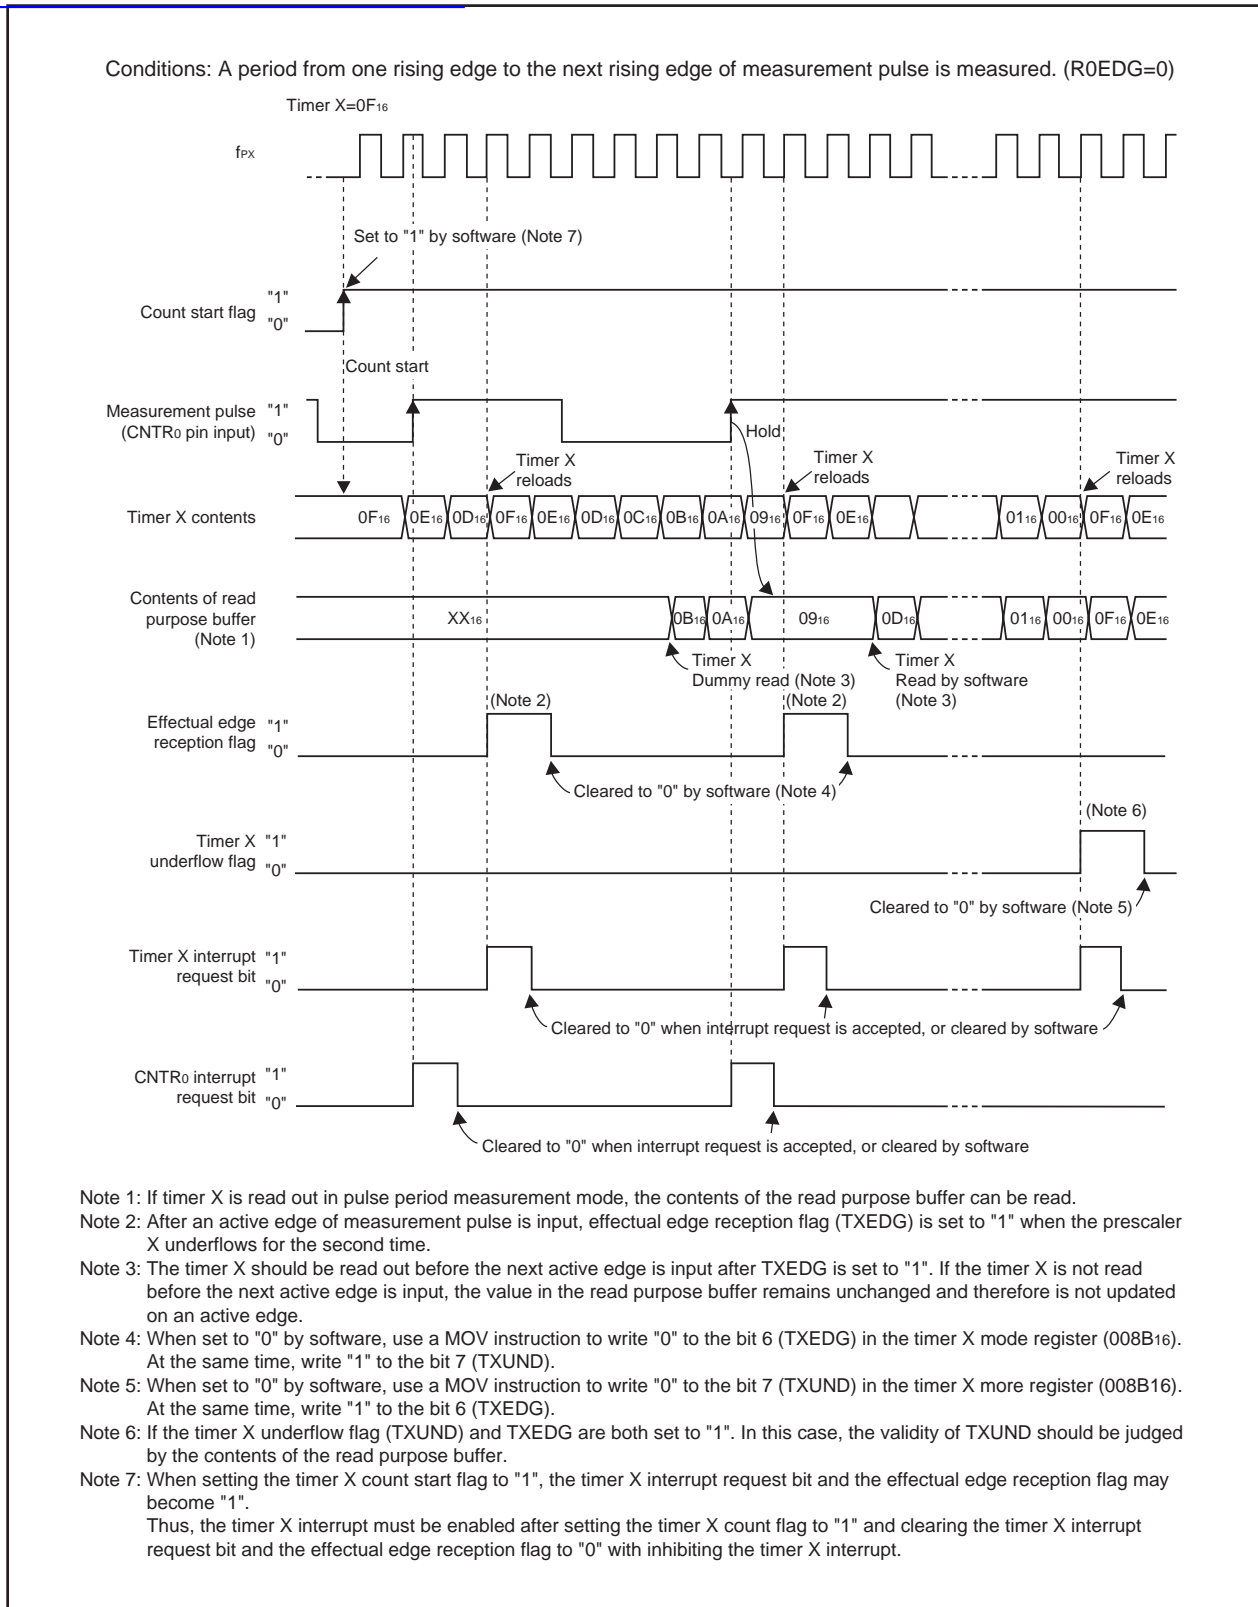 Conditions: A period from one rising edge to the next rising edge of measurement pulse is measured. (R0EDG=0)
Timer X=0F16
fPX
Set to "1" by software (Note 7)
Count start flag
"1"
"0"
Count start
Measurement pulse
(CNTR0 pin input)
"1"
"0"
Hold
Timer X
reloads
Timer X
reloads
Timer X
reloads
Timer X contents
0F16 0E16 0D16 0F16 0E16 0D16 0C16 0B16 0A16 0916 0F16 0E16 0116 0016 0F16 0E16
Contents of read
purpose buffer
(Note 1)
XX16 0B16 0A16 0916 0D16 0116 0016 0F16 0E16
Timer X
Dummy read (Note 3)
Timer X
Read by software
(Note 3)
Effectual edge
reception flag
"1"
"0"
(Note 2)
(Note 2)
Cleared to "0" by software (Note 4)
Timer X
underflow flag
"1"
"0"
(Note 6)
Cleared to "0" by software (Note 5)
Timer X interrupt
request bit
"1"
"0"
Cleared to "0" when interrupt request is accepted, or cleared by software
CNTR0 interrupt
request bit
"1"
"0"
Cleared to "0" when interrupt request is accepted, or cleared by software
Note 1: If timer X is read out in pulse period measurement mode, the contents of the read purpose buffer can be read.
Note 2: After an active edge of measurement pulse is input, effectual edge reception flag (TXEDG) is set to "1" when the prescaler
X underflows for the second time.
Note 3: The timer X should be read out before the next active edge is input after TXEDG is set to "1". If the timer X is not read
before the next active edge is input, the value in the read purpose buffer remains unchanged and therefore is not updated
on an active edge.
Note 4: When set to "0" by software, use a MOV instruction to write "0" to the bit 6 (TXEDG) in the timer X mode register (008B16).
At the same time, write "1" to the bit 7 (TXUND).
Note 5: When set to "0" by software, use a MOV instruction to write "0" to the bit 7 (TXUND) in the timer X more register (008B16).
At the same time, write "1" to the bit 6 (TXEDG).
Note 6: If the timer X underflow flag (TXUND) and TXEDG are both set to "1". In this case, the validity of TXUND should be judged
by the contents of the read purpose buffer.
Note 7: When setting the timer X count start flag to "1", the timer X interrupt request bit and the effectual edge reception flag may
become "1".
Thus, the timer X interrupt must be enabled after setting the timer X count flag to "1" and clearing the timer X interrupt
request bit and the effectual edge reception flag to "0" with inhibiting the timer X interrupt.